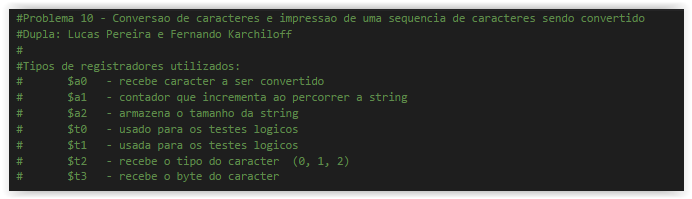 #Problema 10 - Conversao de caracteres e impressao de uma sequencia de caracteres sendo convertido
#Dupla: Lucas Pereira e Fernando Karchiloff
#
#Tipos de registradores utilizados:
#	$a0	- recebe caracter a ser convertido
#	$a1	- contador que incrementa ao percorrer a string
#	$a2	- armazena o tamanho da string
#	$t0	- usado para os testes logicos
#	$t1	- usada para os testes logicos
#	$t2	- recebe o tipo do caracter  (0, 1, 2)
#	$t3	- recebe o byte do caracter